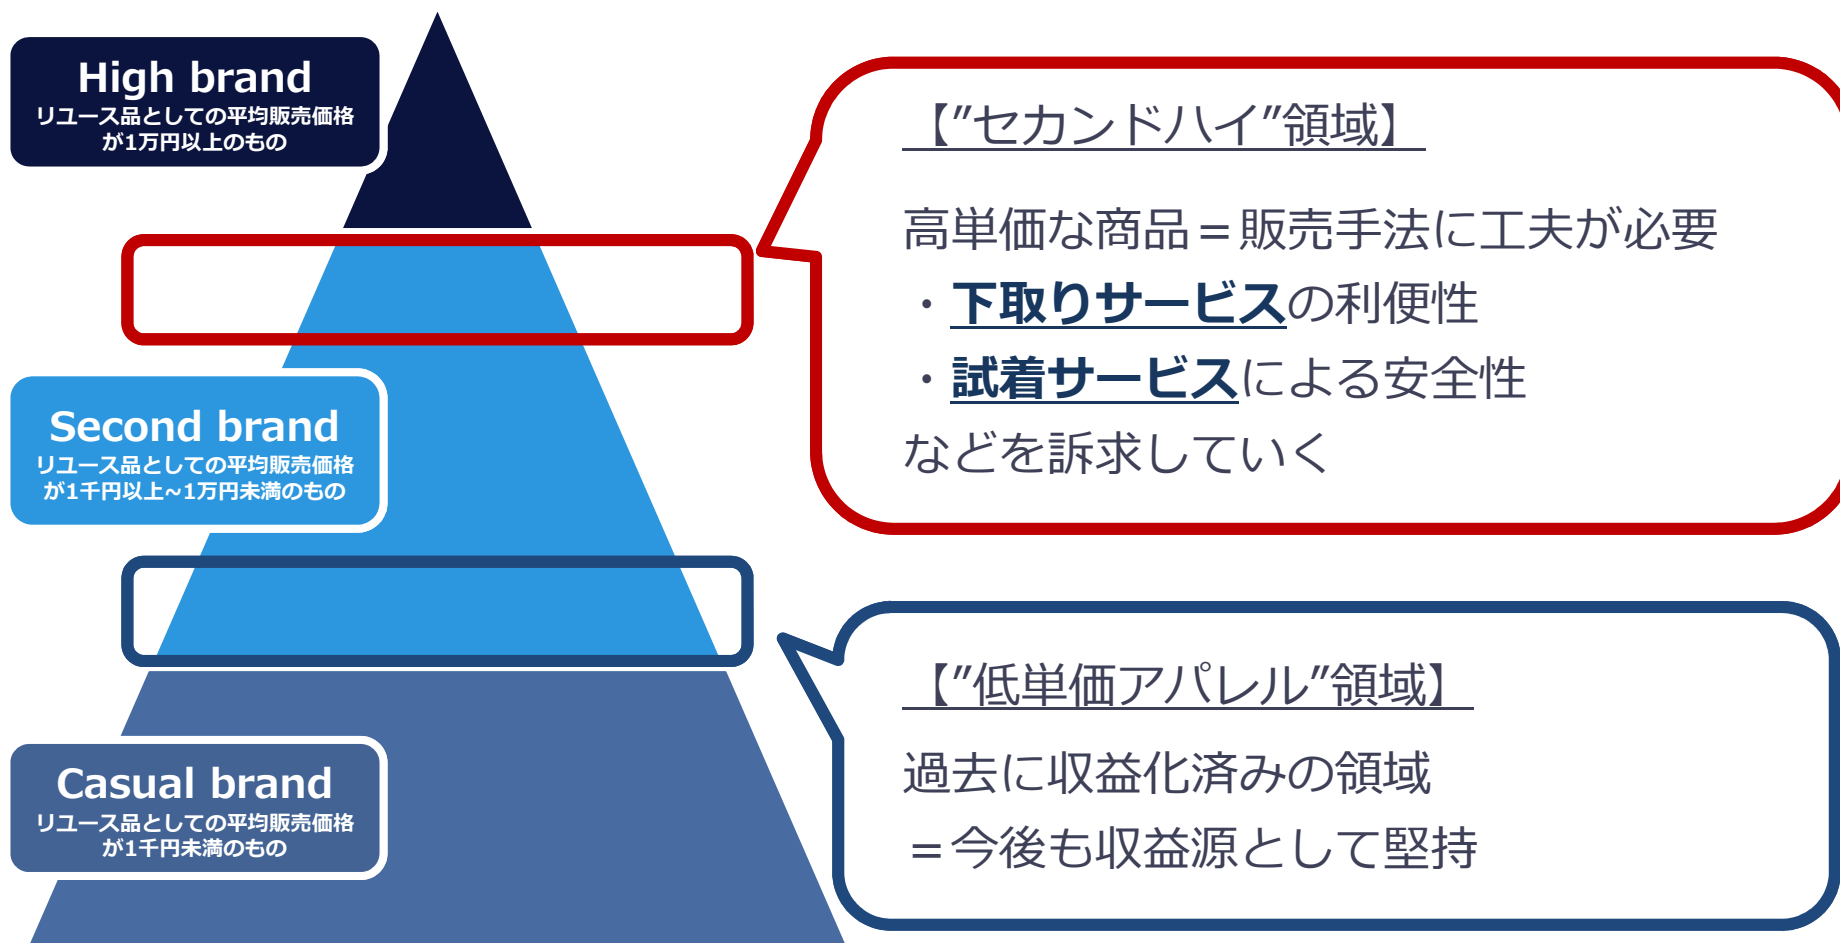 High brand
リユース品としての平均販売価格
が1万円以上のもの
Second brand
リユース品としての平均販売価格
が1千円以上~1万円未満のもの
Casual brand
リユース品としての平均販売価格
が1千円未満のもの
【”セカンドハイ”領域】
高単価な商品＝販売手法に工夫が必要
・下取りサービスの利便性
・試着サービスによる安全性
などを訴求していく
【”低単価アパレル”領域】
過去に収益化済みの領域
＝今後も収益源として堅持